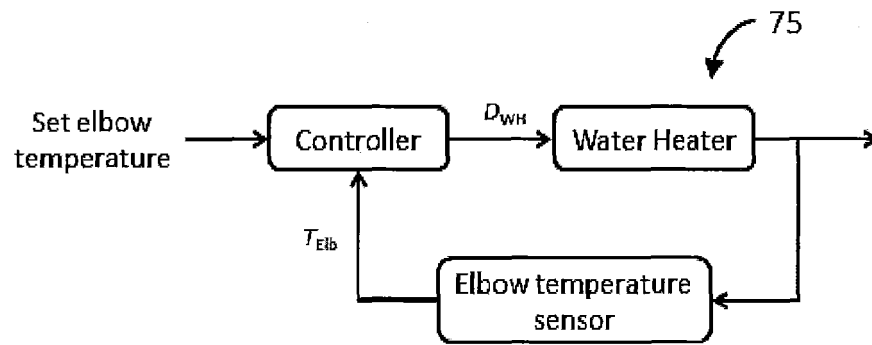 75
Set elbow
temperature
Controller
D_WH
Water Heater
T_Elb
Elbow temperature
sensor